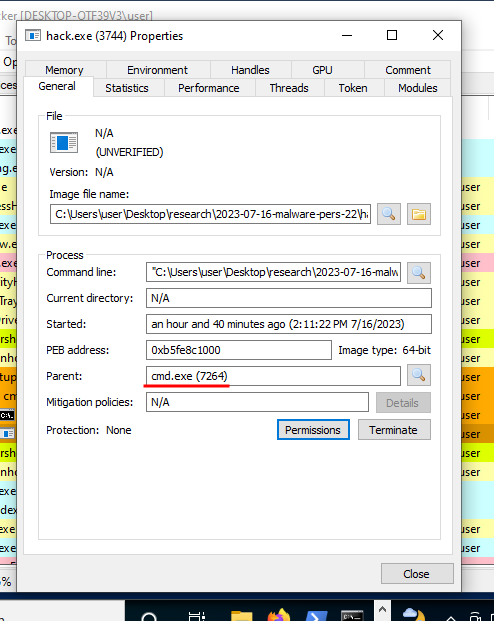 cker [DESKTOP-QTF39V3\user]
hack.exe (3744) Properties
Memory Environment Handles GPU Comment
General Statistics Performance Threads Token Modules
File
N/A
(UNVERIFIED)
Version: N/A
Image file name:
C:\Users\user\Desktop\research\2023-07-16-malware-pers-22\ha
Process
Command line: "C:\Users\user\Desktop\research\2023-07-16-malw
Current directory: N/A
Started: an hour and 40 minutes ago (2:11:22 PM 7/16/2023)
PEB address: 0xb5fe8c1000 Image type: 64-bit
Parent: cmd.exe (7264)
Mitigation policies: N/A Details
Protection: None Permissions Terminate
Close